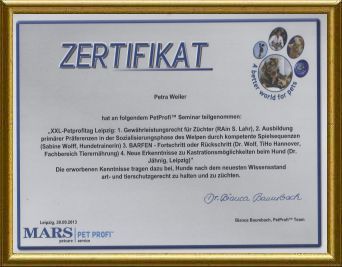 ZERTIFIKAT
A better world for pets
Petra Weiler
hat an folgendem PetProfi™ Seminar teilgenommen:
„XXL-Petprofitag Leipzig: 1. Gewährleistungsrecht für Züchter (RAin S. Lahr), 2. Ausbildung
primärer Präferenzen in der Sozialisierungsphase des Welpen durch kompetente Spielsequenzen
(Sabine Wolff, Hundetrainerin) 3. BARFEN - Fortschritt oder Rückschritt (Dr. Wolf, TiHo Hannover,
Fachbereich Tierernährung) 4. Neue Erkenntnisse zu Kastrationsmöglichkeiten beim Hund (Dr.
Jährig, Leipzig)"
Die erworbenen Kenntnisse tragen dazu bei, Hunde nach dem neuesten Wissenstand
art- und tierschutzgerecht zu halten und zu züchten.
Dr. Bianca Baumbach
Leipzig, 28.09.2013
Bianca Baumbach, PetProfi™ Team
MARS PET PROFI™
petcare service